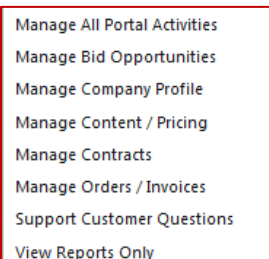 Manage All Portal Activities
Manage Bid Opportunities
Manage Company Profile
Manage Content / Pricing
Manage Contracts
Manage Orders / Invoices
Support Customer Questions
View Reports Only